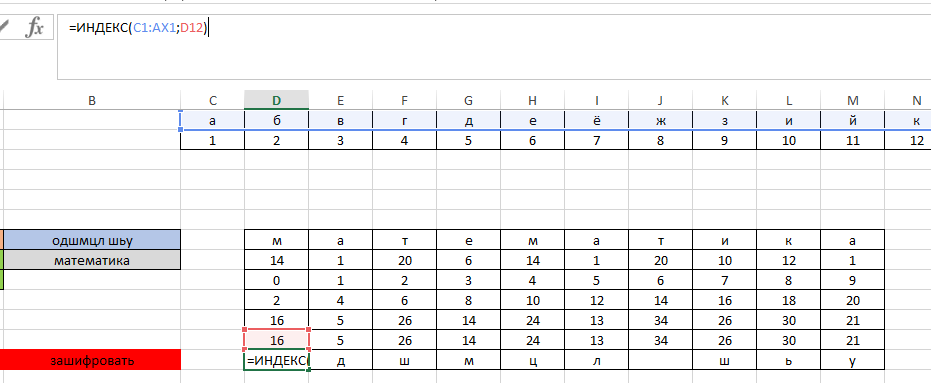 fx =ИНДЕКС(C1:AX1;D12)
B C D E F G H I J K L M N
а б в г д е ё ж з и й к
1 2 3 4 5 6 7 8 9 10 11 12
одшмцл шьу м а т е м а т и к а
математика 14 1 20 6 14 1 20 10 12 1
0 1 2 3 4 5 6 7 8 9
2 4 6 8 10 12 14 16 18 20
16 5 26 14 24 13 34 26 30 21
16 5 26 14 24 13 34 26 30 21
зашифровать =ИНДЕКС( д ш м ц л ш ь у